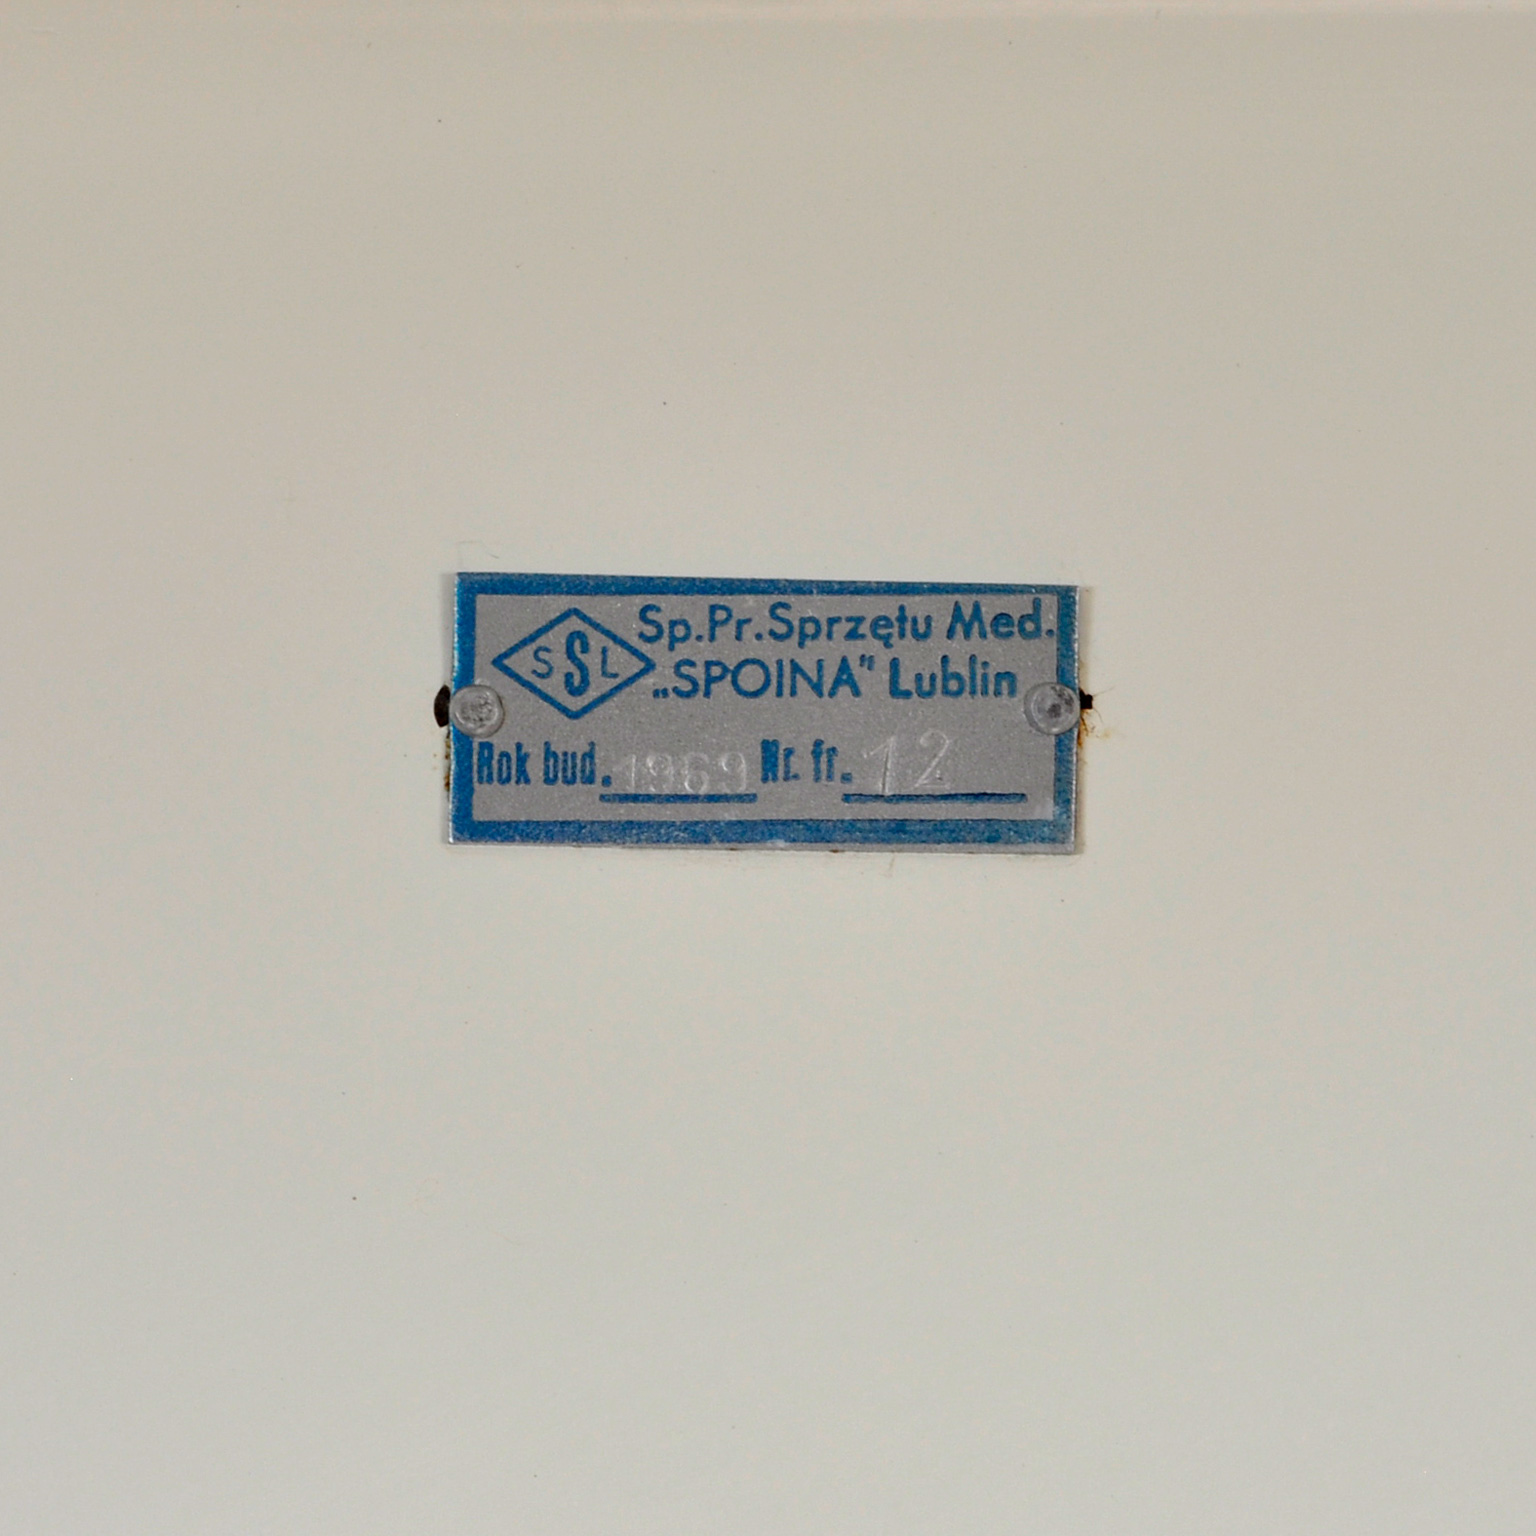 SSL
Sp.Pr.Sprzętu Med.
„SPOINA" Lublin
Rok bud. 1969 Nr. fr. 12